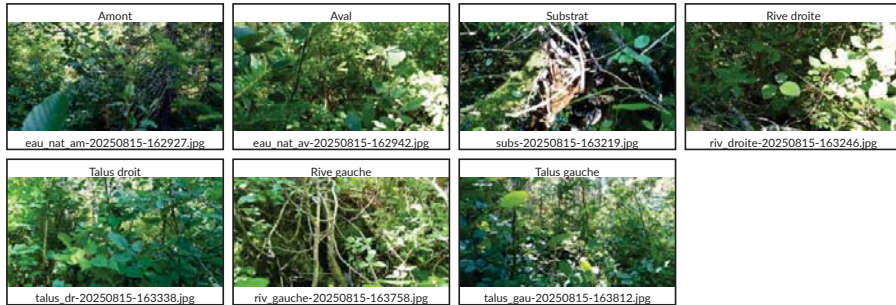 Amont
Aval
Substrat
Rive droite
eau_nat_am-20250815-162927.jpg
eau_nat_av-20250815-162942.jpg
subs-20250815-163219.jpg
riv_droite-20250815-163246.jpg
Talus droit
Rive gauche
Talus gauche
talus_dr-20250815-163338.jpg
riv_gauche-20250815-163758.jpg
talus_gau-20250815-163812.jpg